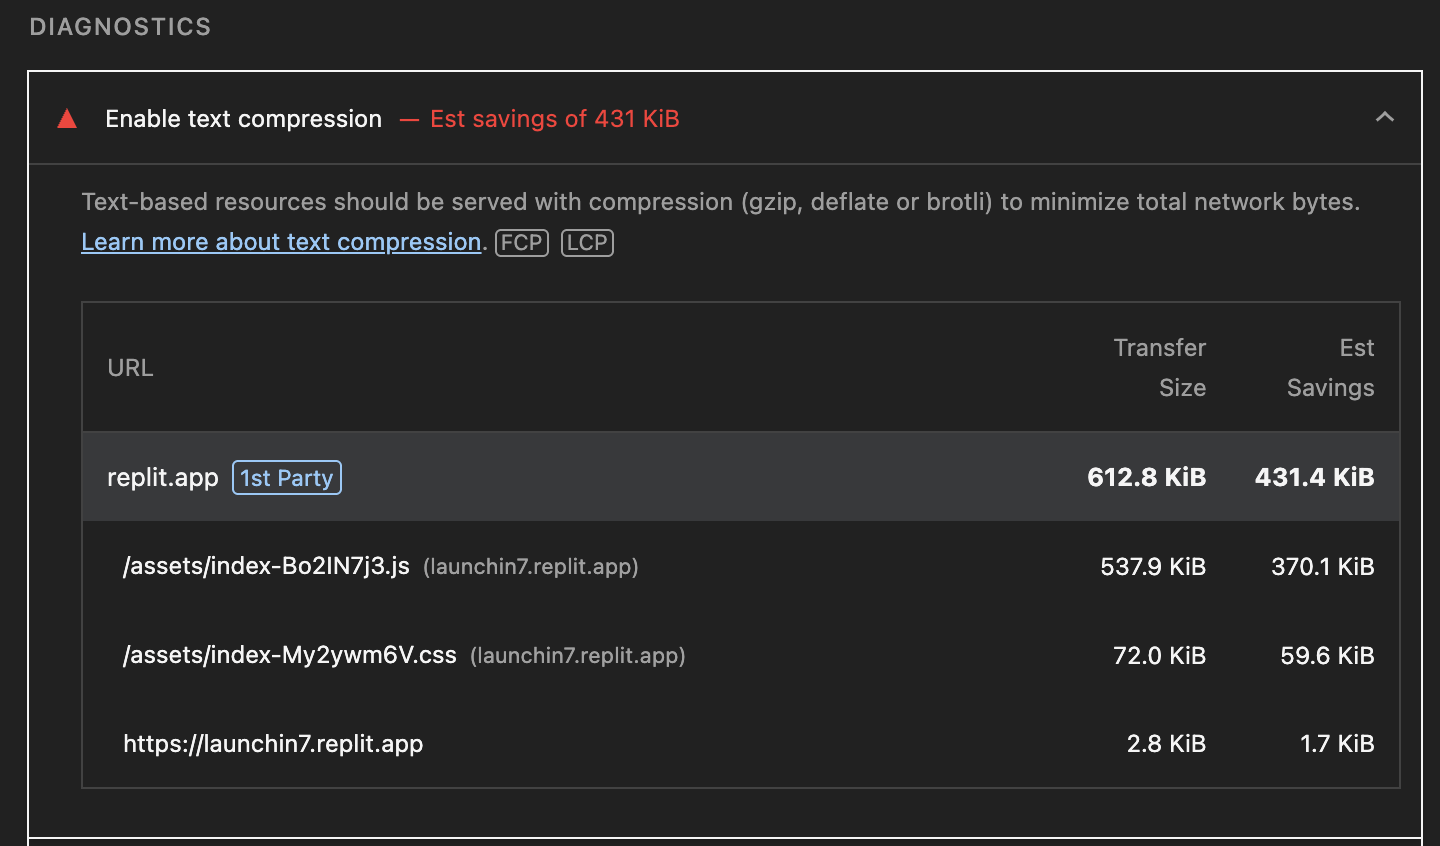 DIAGNOSTICS
Enable text compression — Est savings of 431 KiB
Text-based resources should be served with compression (gzip, deflate or brotli) to minimize total network bytes.
Learn more about text compression. FCP LCP
URL Transfer Size Est Savings
replit.app 1st Party 612.8 KiB 431.4 KiB
/assets/index-Bo2IN7j3.js (launchin7.replit.app) 537.9 KiB 370.1 KiB
/assets/index-My2ywm6V.css (launchin7.replit.app) 72.0 KiB 59.6 KiB
https://launchin7.replit.app 2.8 KiB 1.7 KiB